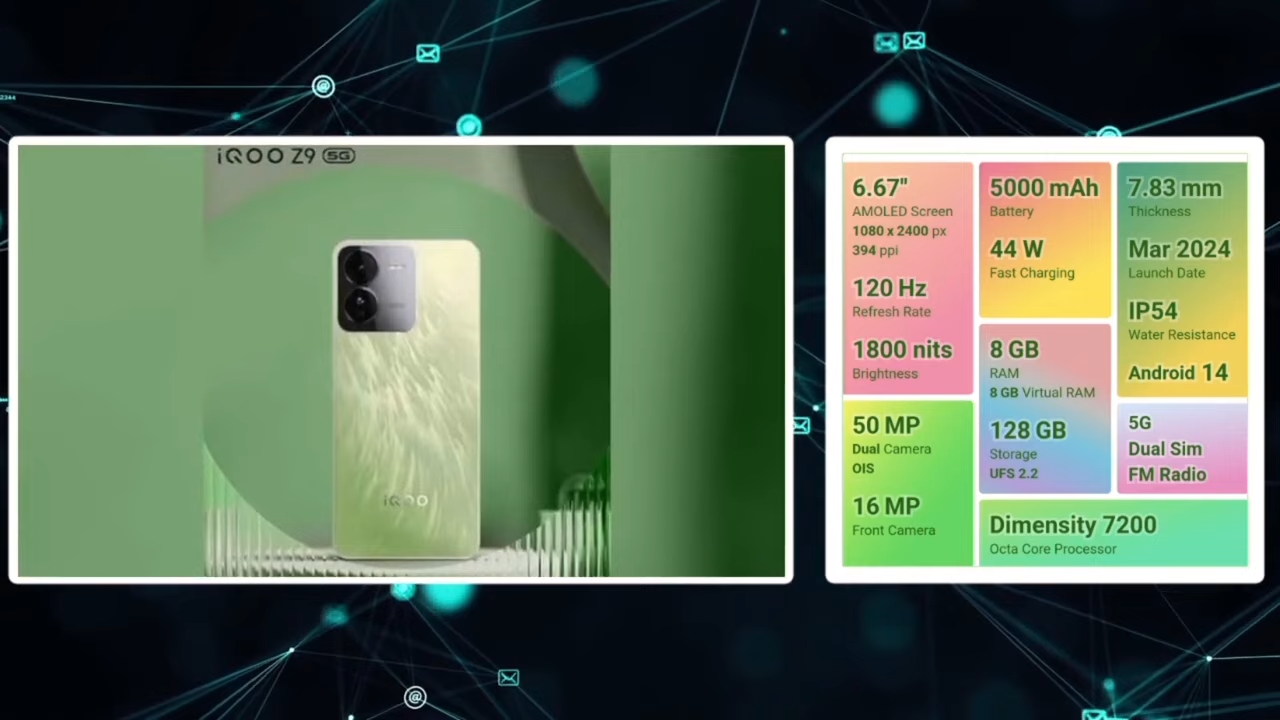 2344
iQOO Z9 5G
iQOO
6.67"
AMOLED Screen
1080 x 2400 px
394 ppi
120 Hz
Refresh Rate
1800 nits
Brightness
50 MP
Dual Camera
OIS
16 MP
Front Camera
5000 mAh
Battery
44 W
Fast Charging
8 GB
RAM
8 GB Virtual RAM
128 GB
Storage
UFS 2.2
7.83 mm
Thickness
Mar 2024
Launch Date
IP54
Water Resistance
Android 14
5G
Dual Sim
FM Radio
Dimensity 7200
Octa Core Processor